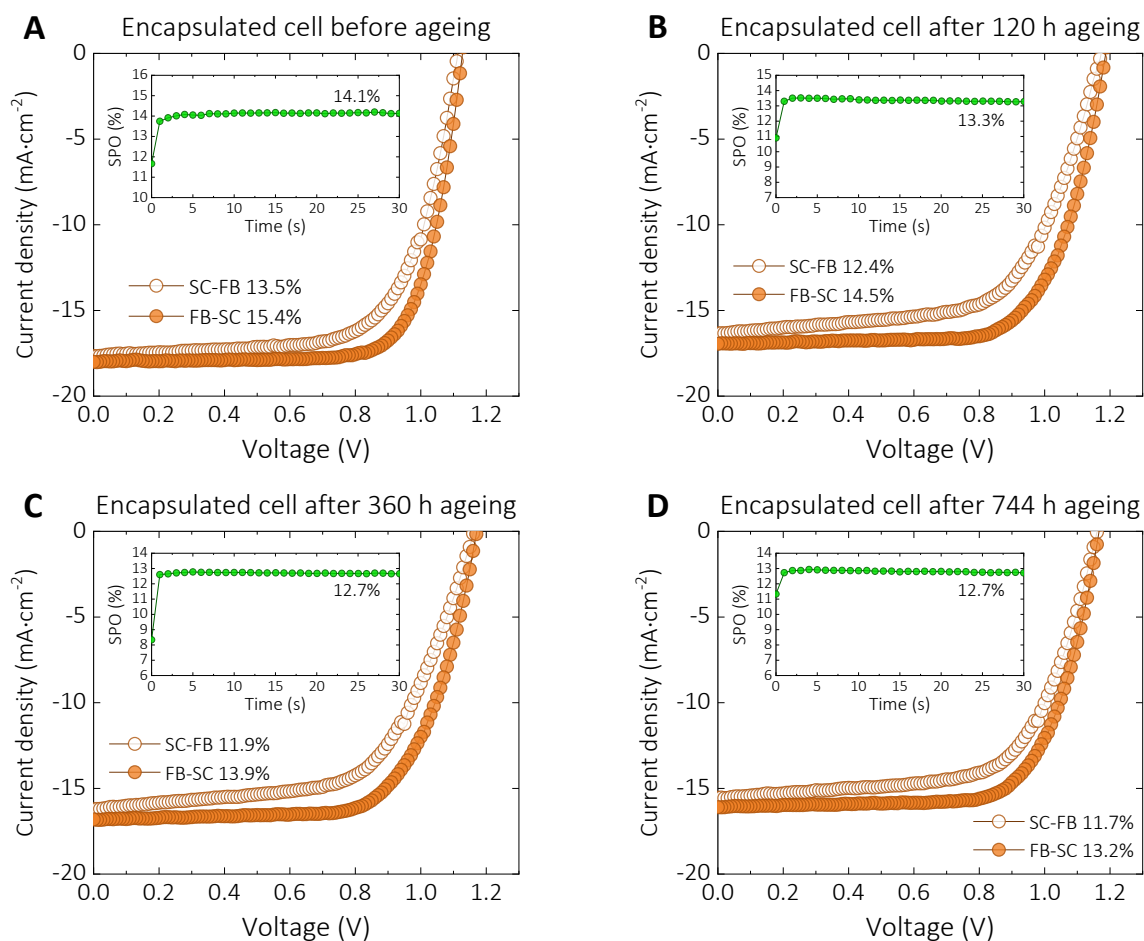 A Encapsulated cell before ageing
Current density (mA·cm⁻²)
0
-5
-10
-15
-20
0.0 0.2 0.4 0.6 0.8 1.0 1.2
Voltage (V)
SPO (%)
16
15
14
13
12
11
10
14.1%
0 5 10 15 20 25 30
Time (s)
SC-FB 13.5%
FB-SC 15.4%
B Encapsulated cell after 120 h ageing
Current density (mA·cm⁻²)
0
-5
-10
-15
-20
0.0 0.2 0.4 0.6 0.8 1.0 1.2
Voltage (V)
SPO (%)
15
14
13
12
11
10
9
8
7
13.3%
0 5 10 15 20 25 30
Time (s)
SC-FB 12.4%
FB-SC 14.5%
C Encapsulated cell after 360 h ageing
Current density (mA·cm⁻²)
0
-5
-10
-15
-20
0.0 0.2 0.4 0.6 0.8 1.0 1.2
Voltage (V)
SPO (%)
14
13
12
11
10
9
8
7
6
12.7%
0 5 10 15 20 25 30
Time (s)
SC-FB 11.9%
FB-SC 13.9%
D Encapsulated cell after 744 h ageing
Current density (mA·cm⁻²)
0
-5
-10
-15
-20
0.0 0.2 0.4 0.6 0.8 1.0 1.2
Voltage (V)
SPO (%)
14
13
12
11
10
9
8
7
6
12.7%
0 5 10 15 20 25 30
Time (s)
SC-FB 11.7%
FB-SC 13.2%